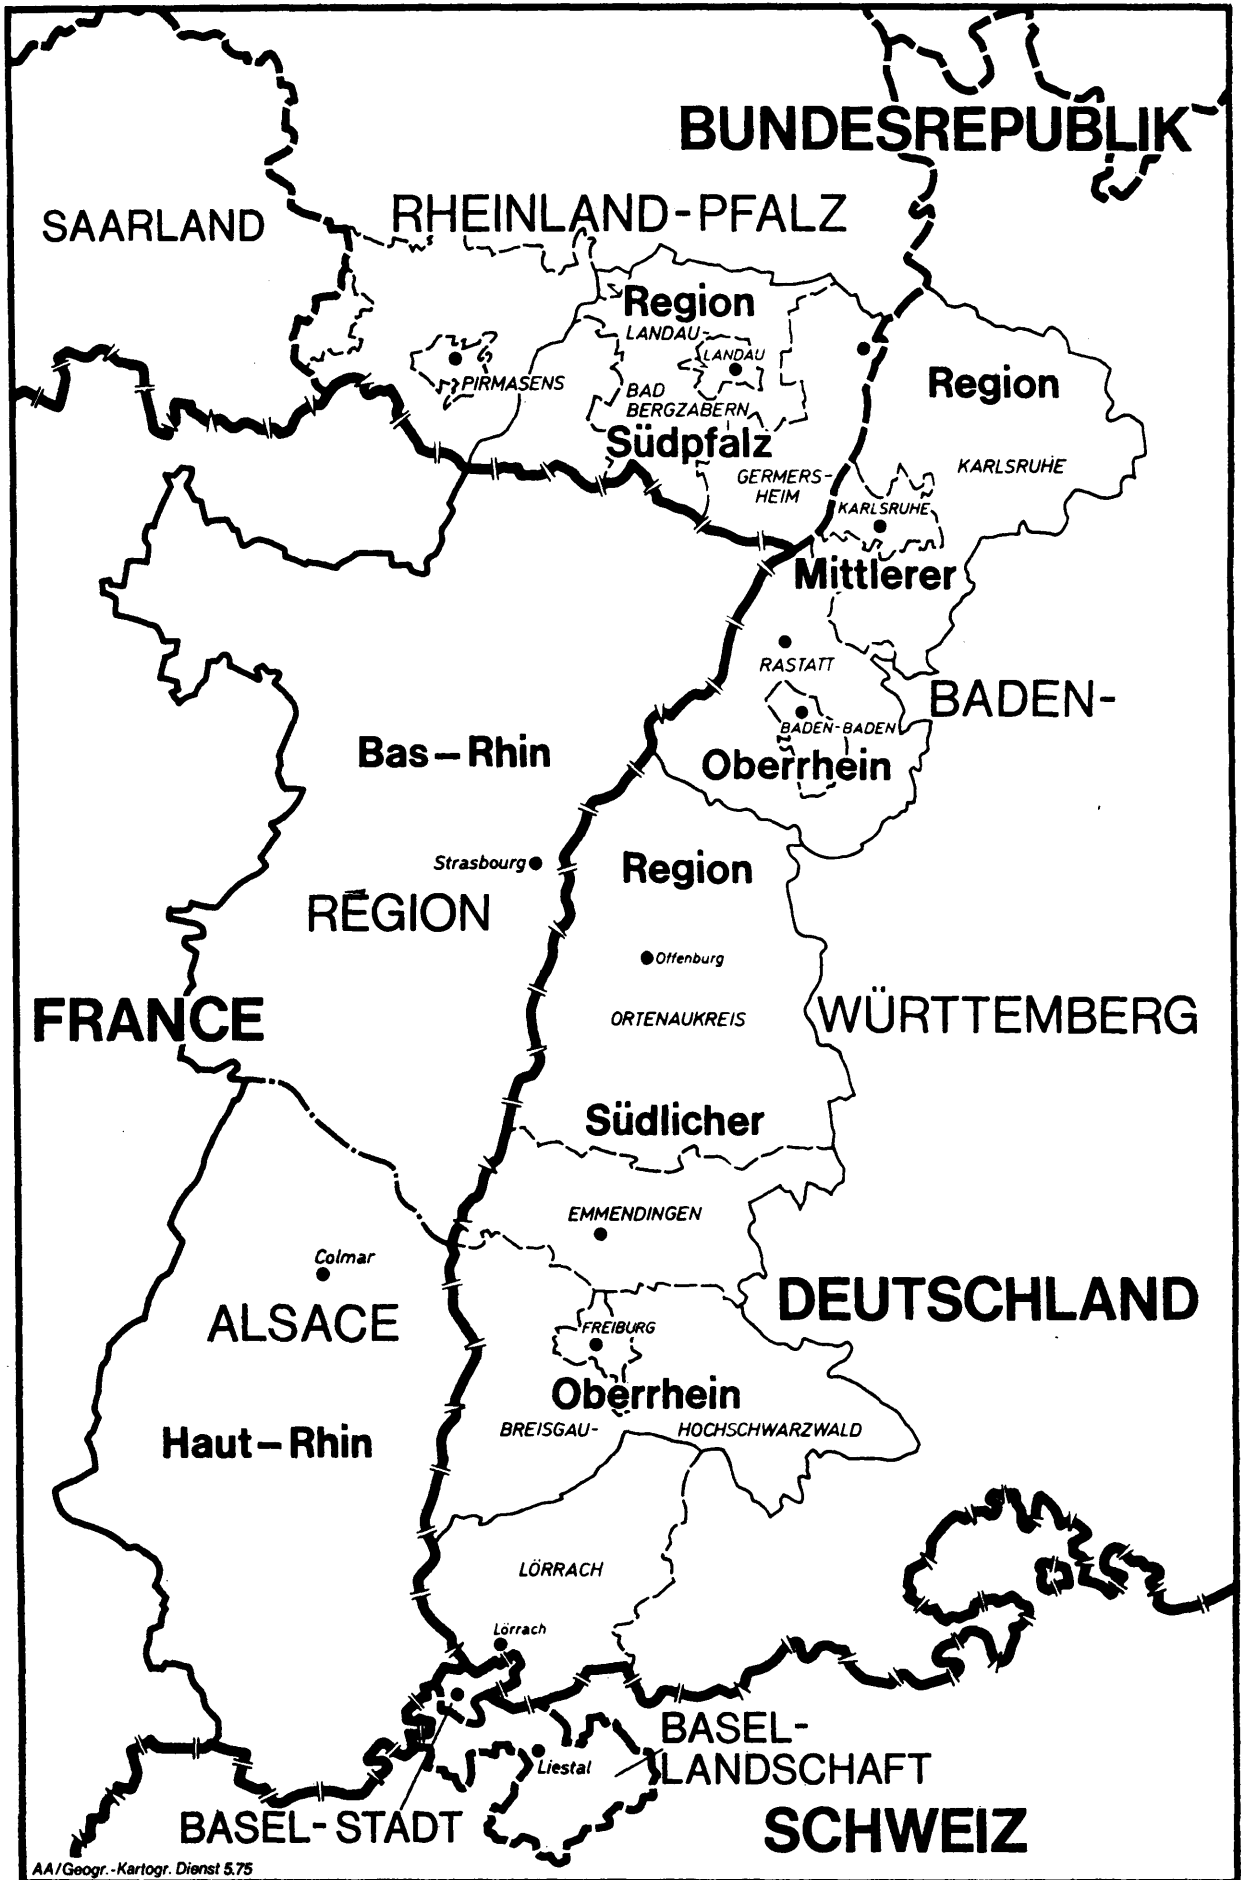 BUNDESREPUBLIK
SAARLAND
RHEINLAND-PFALZ
Region
LANDAU-
LANDAU
PIRMASENS
BAD
BERGZABERN
Südpfalz
GERMERS-
HEIM
Region
KARLSRUHE
KARLSRUHE
Mittlerer
RASTATT
BADEN-
BADEN-BADEN
Oberrhein
Bas-Rhin
Strasbourg
Region
RÉGION
Offenburg
FRANCE
ORTENAUKREIS
WÜRTTEMBERG
Südlicher
EMMENDINGEN
Colmar
DEUTSCHLAND
ALSACE
FREIBURG
Oberrhein
BREISGAU- HOCHSCHWARZWALD
Haut-Rhin
LÖRRACH
Lörrach
BASEL-
LANDSCHAFT
Liestal
BASEL-STADT
SCHWEIZ
AA/Geogr.-Kartogr. Dienst 5.75